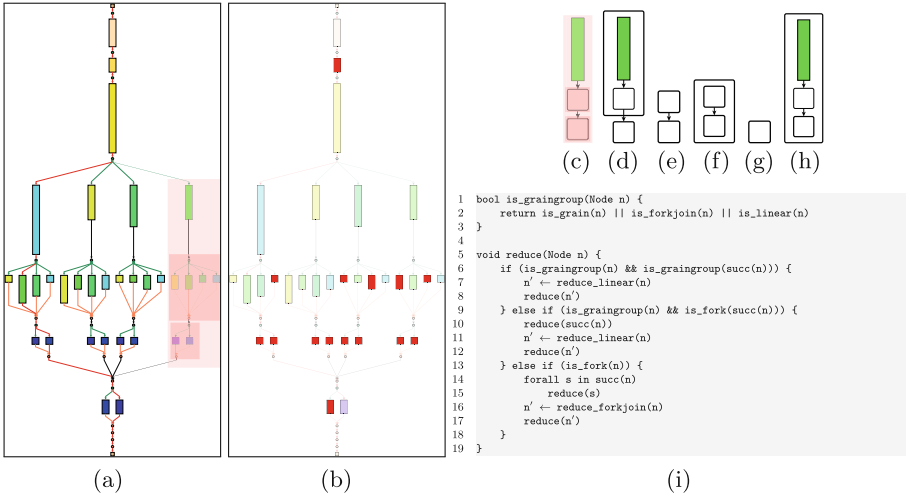 (c) (d) (e) (f) (g) (h)
1 bool is_graingroup(Node n) {
2 return is_grain(n) || is_forkjoin(n) || is_linear(n)
3 }
4
5 void reduce(Node n) {
6 if (is_graingroup(n) && is_graingroup(succ(n))) {
7 n′ ← reduce_linear(n)
8 reduce(n′)
9 } else if (is_graingroup(n) && is_fork(succ(n))) {
10 reduce(succ(n))
11 n′ ← reduce_linear(n)
12 reduce(n′)
13 } else if (is_fork(n)) {
14 forall s in succ(n)
15 reduce(s)
16 n′ ← reduce_forkjoin(n)
17 reduce(n′)
18 }
19 }
(a) (b) (i)